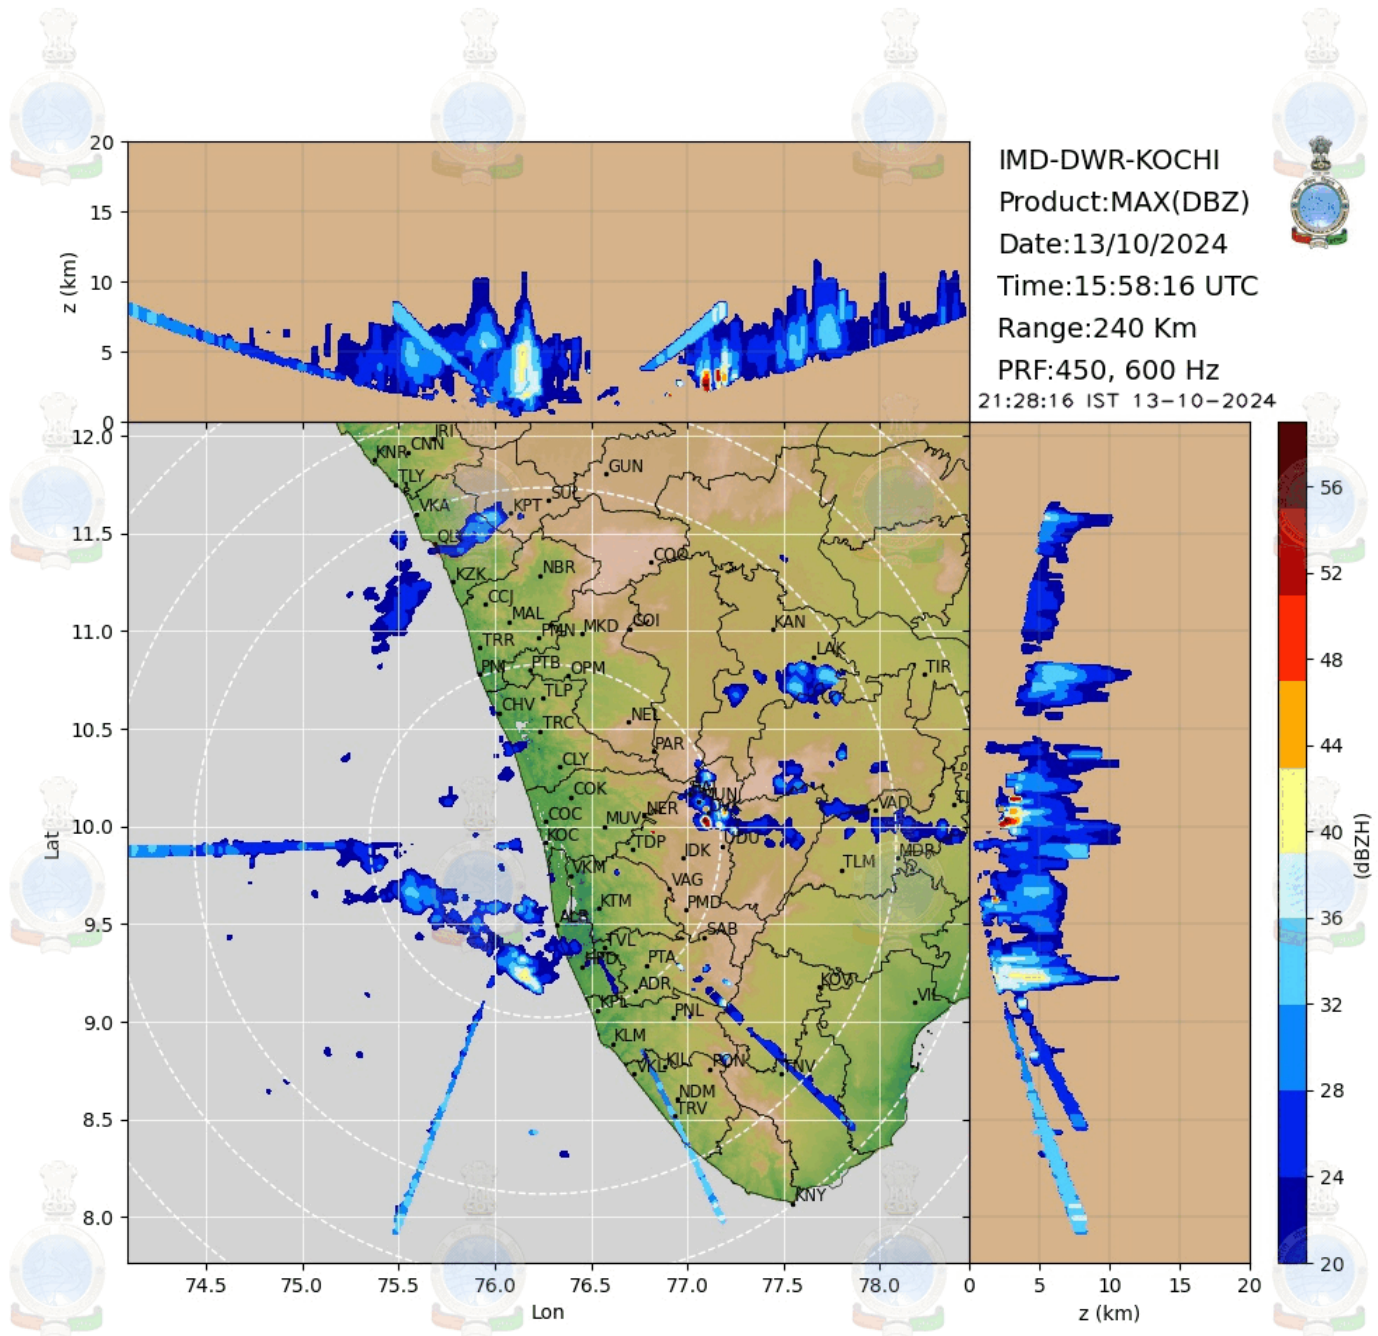 IMD-DWR-KOCHI
Product:MAX(DBZ)
Date:13/10/2024
Time:15:58:16 UTC
Range:240 Km
PRF:450, 600 Hz
21:28:16 IST 13-10-2024
20
15
10
5
0
z (km)
12.0
11.5
11.0
10.5
10.0
9.5
9.0
8.5
8.0
Lat
IRI
CNN
KNR
TLY
VKA
GUN
SUL
KPT
QLD
COO
NBR
KZK
CCJ
MAL
PMN
MKD
COI
KAN
TRR
LAK
PNI
PTB
OPM
TIR
TLP
CHV
NEL
TRC
PAR
CLY
COK
MUN
NER
VAD
COC
MUV
KOC
TDP
UDU
IDK
MDR
TLM
VKM
VAG
KTM
PMD
ALB
SAB
TVL
PTA
HPD
ADR
KOV
KPL
PNL
VIL
KLM
VKL
KIL
PON
TNV
NDM
TRV
KNY
74.5
75.0
75.5
76.0
76.5
77.0
77.5
78.0
Lon
0
5
10
15
20
z (km)
56
52
48
44
40
36
32
28
24
20
(dBZH)